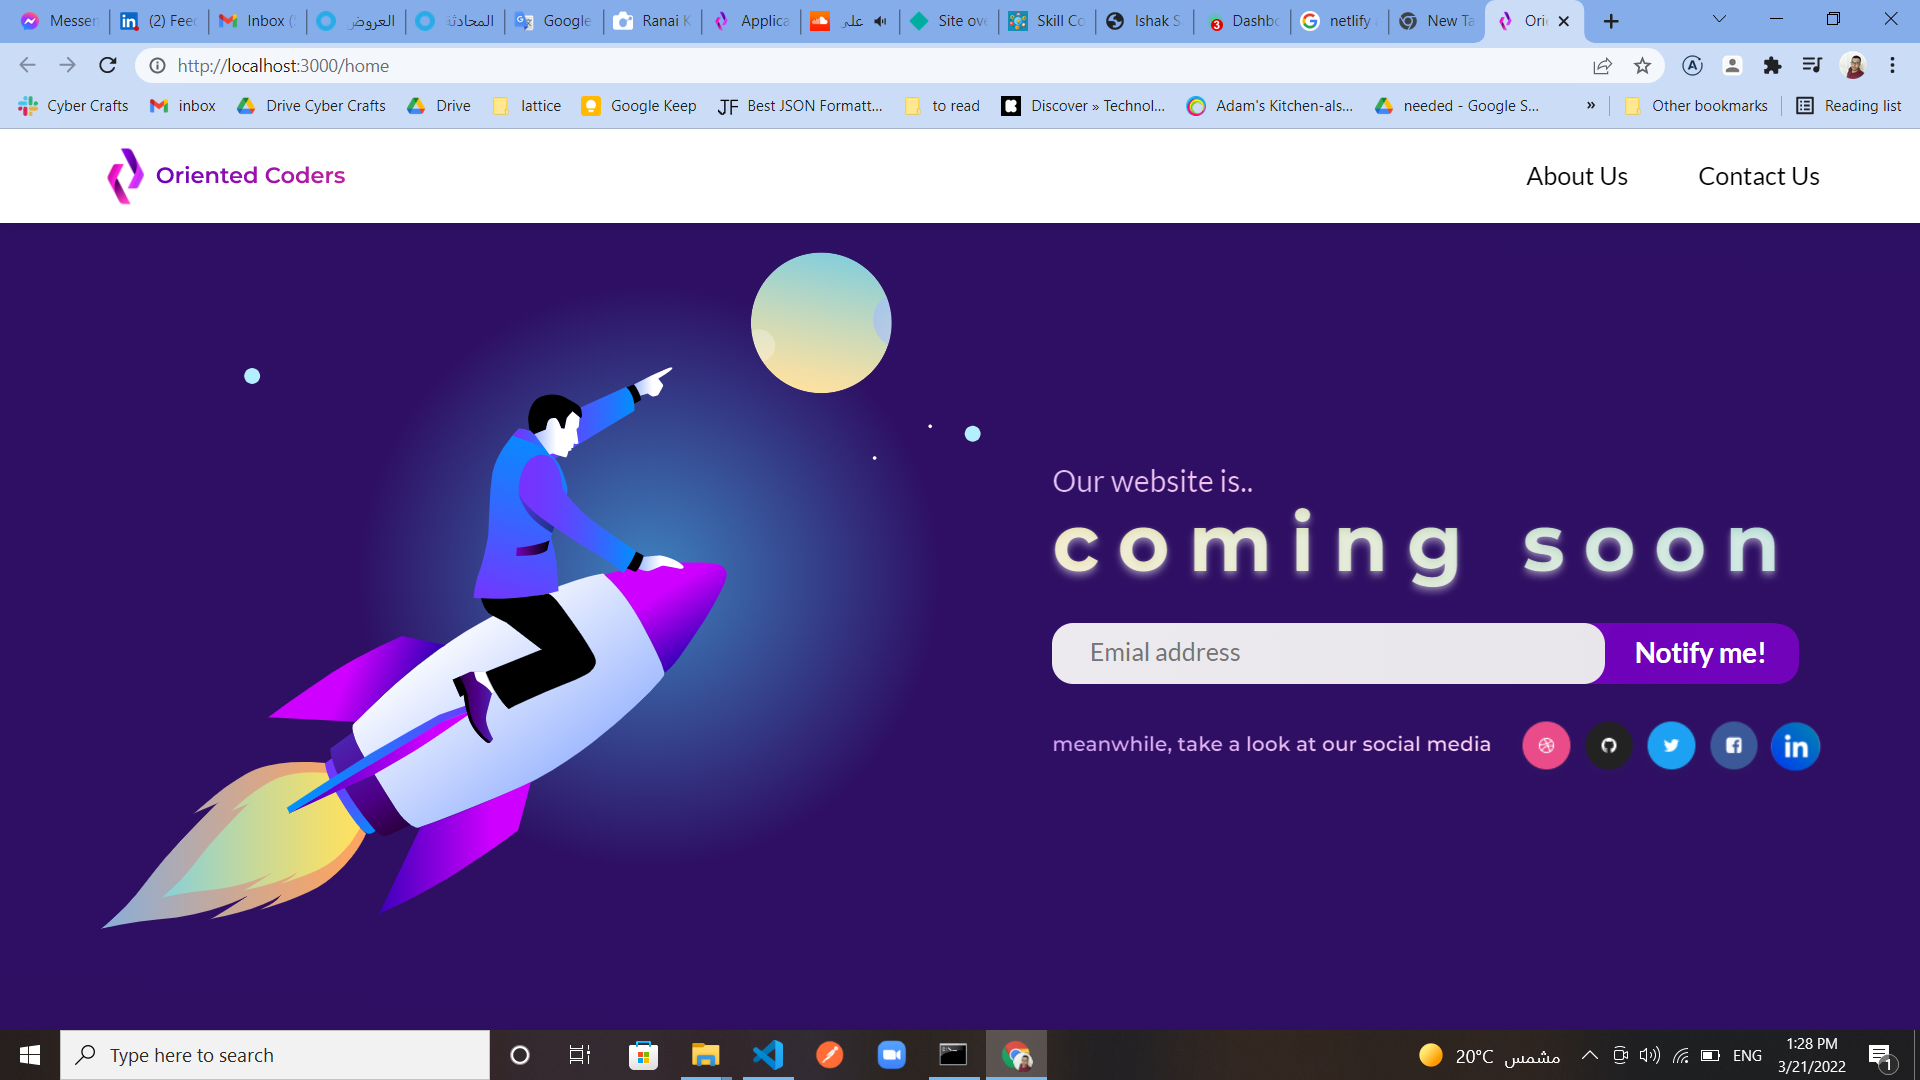 Messen
(2) Feed
Inbox (
العروض
المحادثة
Google
Ranai K
Applica
على
Site ove
Skill Co
Ishak S
Dashbo
netlify
New Ta
Orie
http://localhost:3000/home
Cyber Crafts
inbox
Drive Cyber Crafts
Drive
lattice
Google Keep
JF Best JSON Formatt...
to read
Discover » Technol...
Adam's Kitchen-als...
needed - Google S...
»
Other bookmarks
Reading list
Oriented Coders
About Us
Contact Us
Our website is..
coming soon
Emial address
Notify me!
meanwhile, take a look at our social media
in
Type here to search
20°C مشمس
ENG
1:28 PM
3/21/2022
1